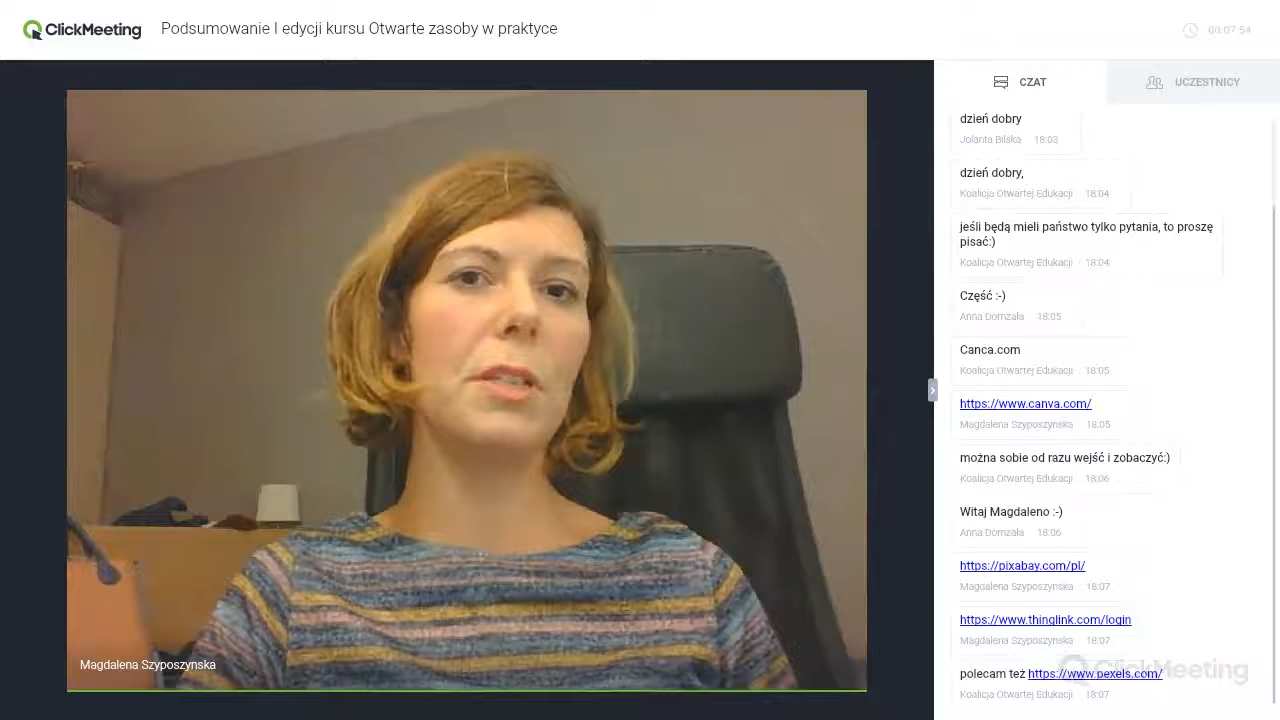 ClickMeeting
Podsumowanie I edycji kursu Otwarte zasoby w praktyce
00:07:54
CZAT
UCZESTNICY
dzień dobry
Jolanta Bilska 18:03
dzień dobry,
Koalicja Otwartej Edukacji 18:04
jeśli będą mieli państwo tylko pytania, to proszę
pisać:)
Koalicja Otwartej Edukacji 18:04
Część :-)
Anna Domzała 18:05
Canca.com
Koalicja Otwartej Edukacji 18:05
https://www.canva.com/
Magdalena Szyposzynska 18:05
można sobie od razu wejść i zobaczyć:)
Koalicja Otwartej Edukacji 18:06
Witaj Magdaleno :-)
Anna Domzała 18:06
https://pixabay.com/pl/
Magdalena Szyposzynska 18:07
https://www.thinglink.com/login
Magdalena Szyposzynska 18:07
polecam też https://www.pexels.com/
Koalicja Otwartej Edukacji 18:07
ClickMeeting
Magdalena Szyposzynska